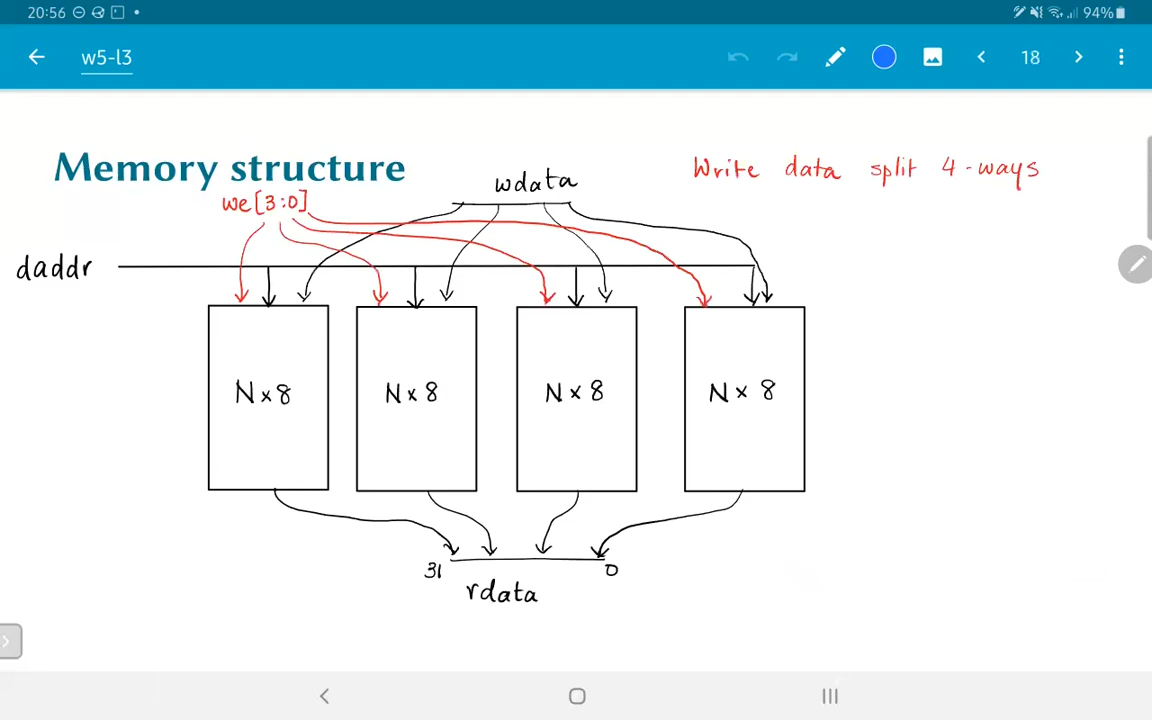 20:56
94%
w5-l3
18
Memory structure
Write data split 4-ways
wdata
we[3:0]
daddr
N x 8
N x 8
N x 8
N x 8
31
0
rdata